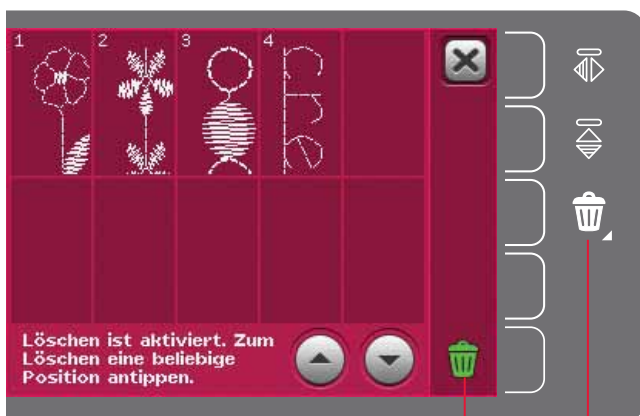 1 2 3 4
Löschen ist aktiviert. Zum
Löschen eine beliebige
Position antippen.